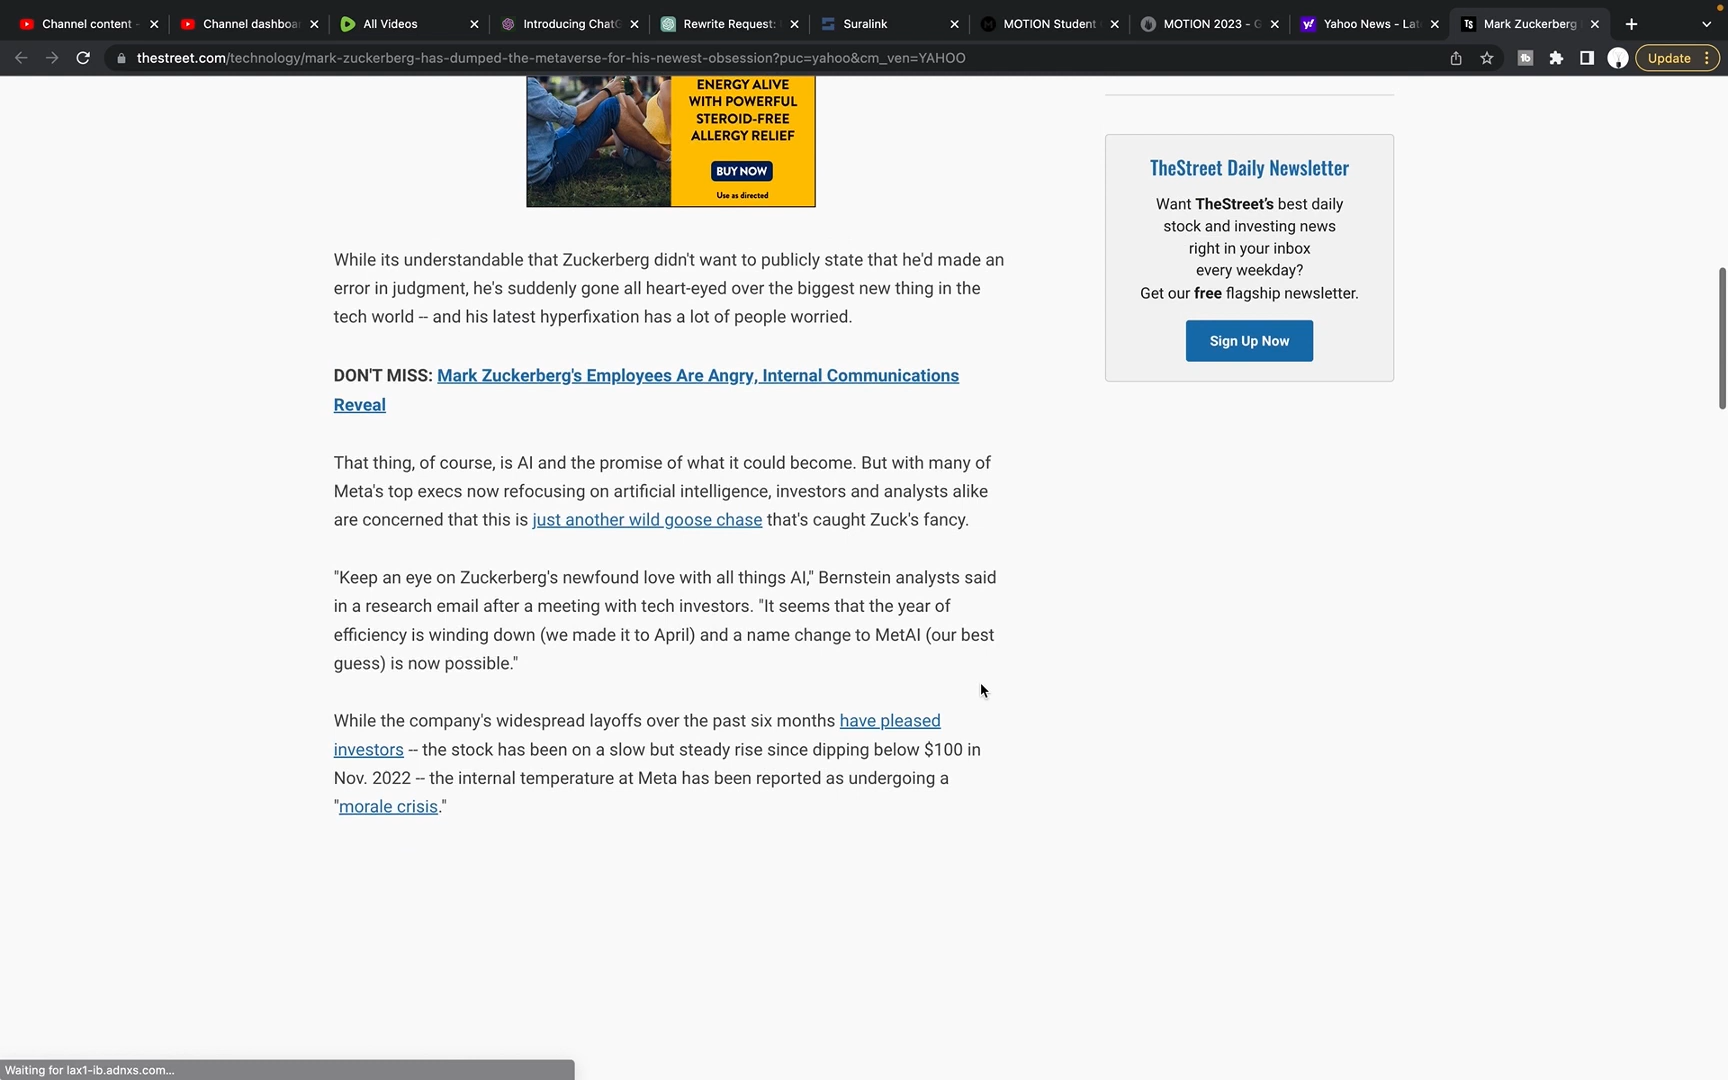 Channel content -
Channel dashboa
All Videos
Introducing ChatG
Rewrite Request:
Suralink
MOTION Student
MOTION 2023 - G
Yahoo News - Lat
Mark Zuckerberg
thestreet.com/technology/mark-zuckerberg-has-dumped-the-metaverse-for-his-newest-obsession?puc=yahoo&cm_ven=YAHOO
Update
ENERGY ALIVE
WITH POWERFUL
STEROID-FREE
ALLERGY RELIEF
BUY NOW
Use as directed
While its understandable that Zuckerberg didn't want to publicly state that he'd made an
error in judgment, he's suddenly gone all heart-eyed over the biggest new thing in the
tech world -- and his latest hyperfixation has a lot of people worried.
DON'T MISS: Mark Zuckerberg's Employees Are Angry, Internal Communications
Reveal
That thing, of course, is AI and the promise of what it could become. But with many of
Meta's top execs now refocusing on artificial intelligence, investors and analysts alike
are concerned that this is just another wild goose chase that's caught Zuck's fancy.
"Keep an eye on Zuckerberg's newfound love with all things AI," Bernstein analysts said
in a research email after a meeting with tech investors. "It seems that the year of
efficiency is winding down (we made it to April) and a name change to MetAI (our best
guess) is now possible."
While the company's widespread layoffs over the past six months have pleased
investors -- the stock has been on a slow but steady rise since dipping below $100 in
Nov. 2022 -- the internal temperature at Meta has been reported as undergoing a
"morale crisis."
TheStreet Daily Newsletter
Want TheStreet's best daily
stock and investing news
right in your inbox
every weekday?
Get our free flagship newsletter.
Sign Up Now
Waiting for lax1-ib.adnxs.com...